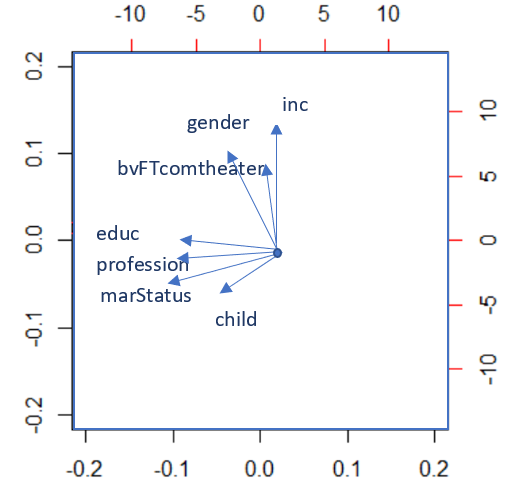 -10 -5 0 5 10
inc
gender
bvFTcomtheater
educ
profession
marStatus
child
0.2
0.1
0.0
-0.1
-0.2
10
5
0
-5
-10
-0.2 -0.1 0.0 0.1 0.2